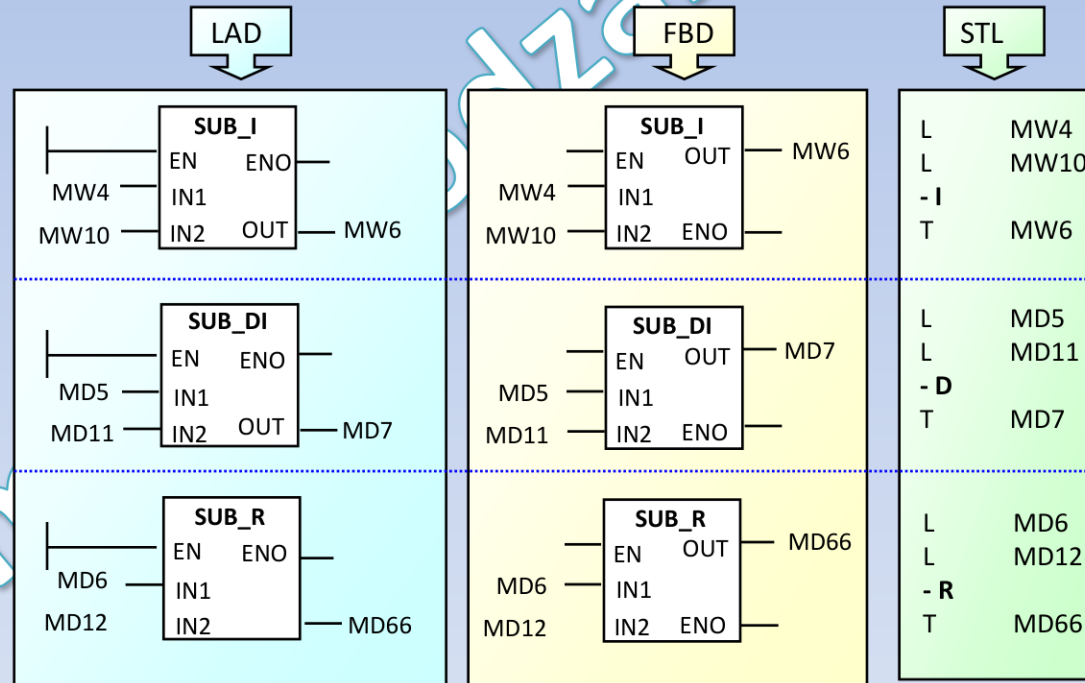 LAD
SUB_I
EN ENO
MW4 IN1
MW10 IN2 OUT MW6
SUB_DI
EN ENO
MD5 IN1
MD11 IN2 OUT MD7
SUB_R
EN ENO
MD6 IN1
MD12 IN2 MD66
FBD
SUB_I
EN OUT MW6
MW4 IN1
MW10 IN2 ENO
SUB_DI
EN OUT MD7
MD5 IN1
MD11 IN2 ENO
SUB_R
EN OUT MD66
MD6 IN1
MD12 IN2 ENO
STL
L MW4
L MW10
- I
T MW6
L MD5
L MD11
- D
T MD7
L MD6
L MD12
- R
T MD66